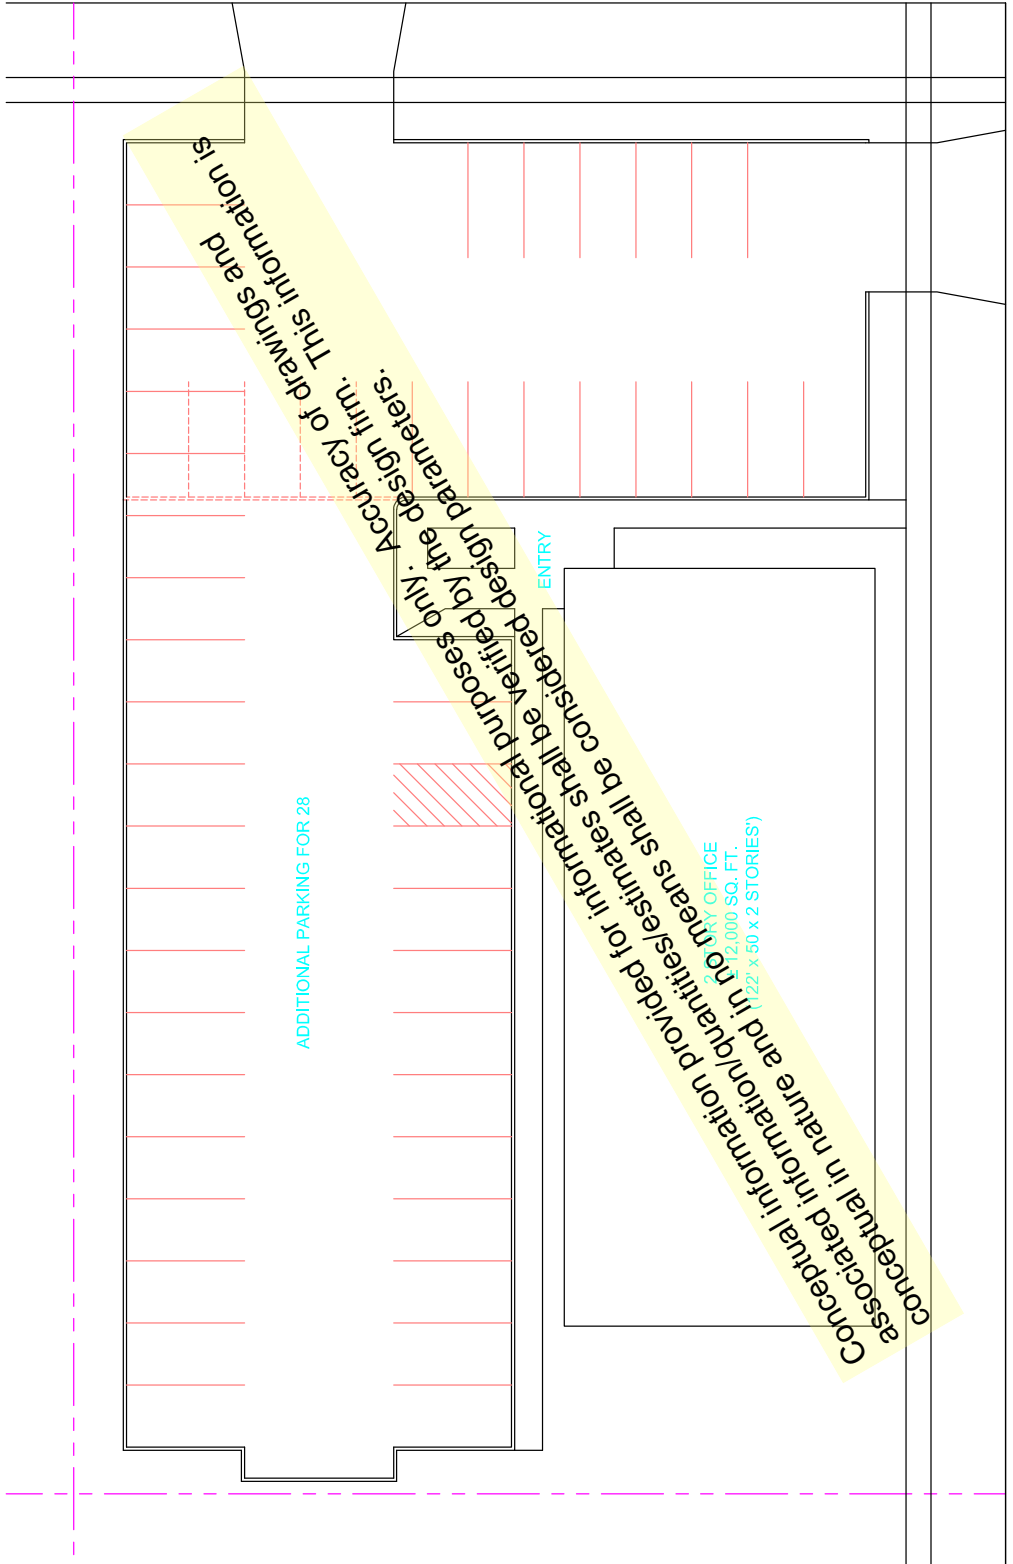 Conceptual information provided for informational purposes only.  Accuracy of drawings and
associated information/quantities/estimates shall be verified by the design firm.  This information is
conceptual in nature and in no means shall be considered design parameters.
ENTRY
ADDITIONAL PARKING FOR 28
2 STORY OFFICE
± 12,000 SQ. FT.
(122' x 50 x 2 STORIES')